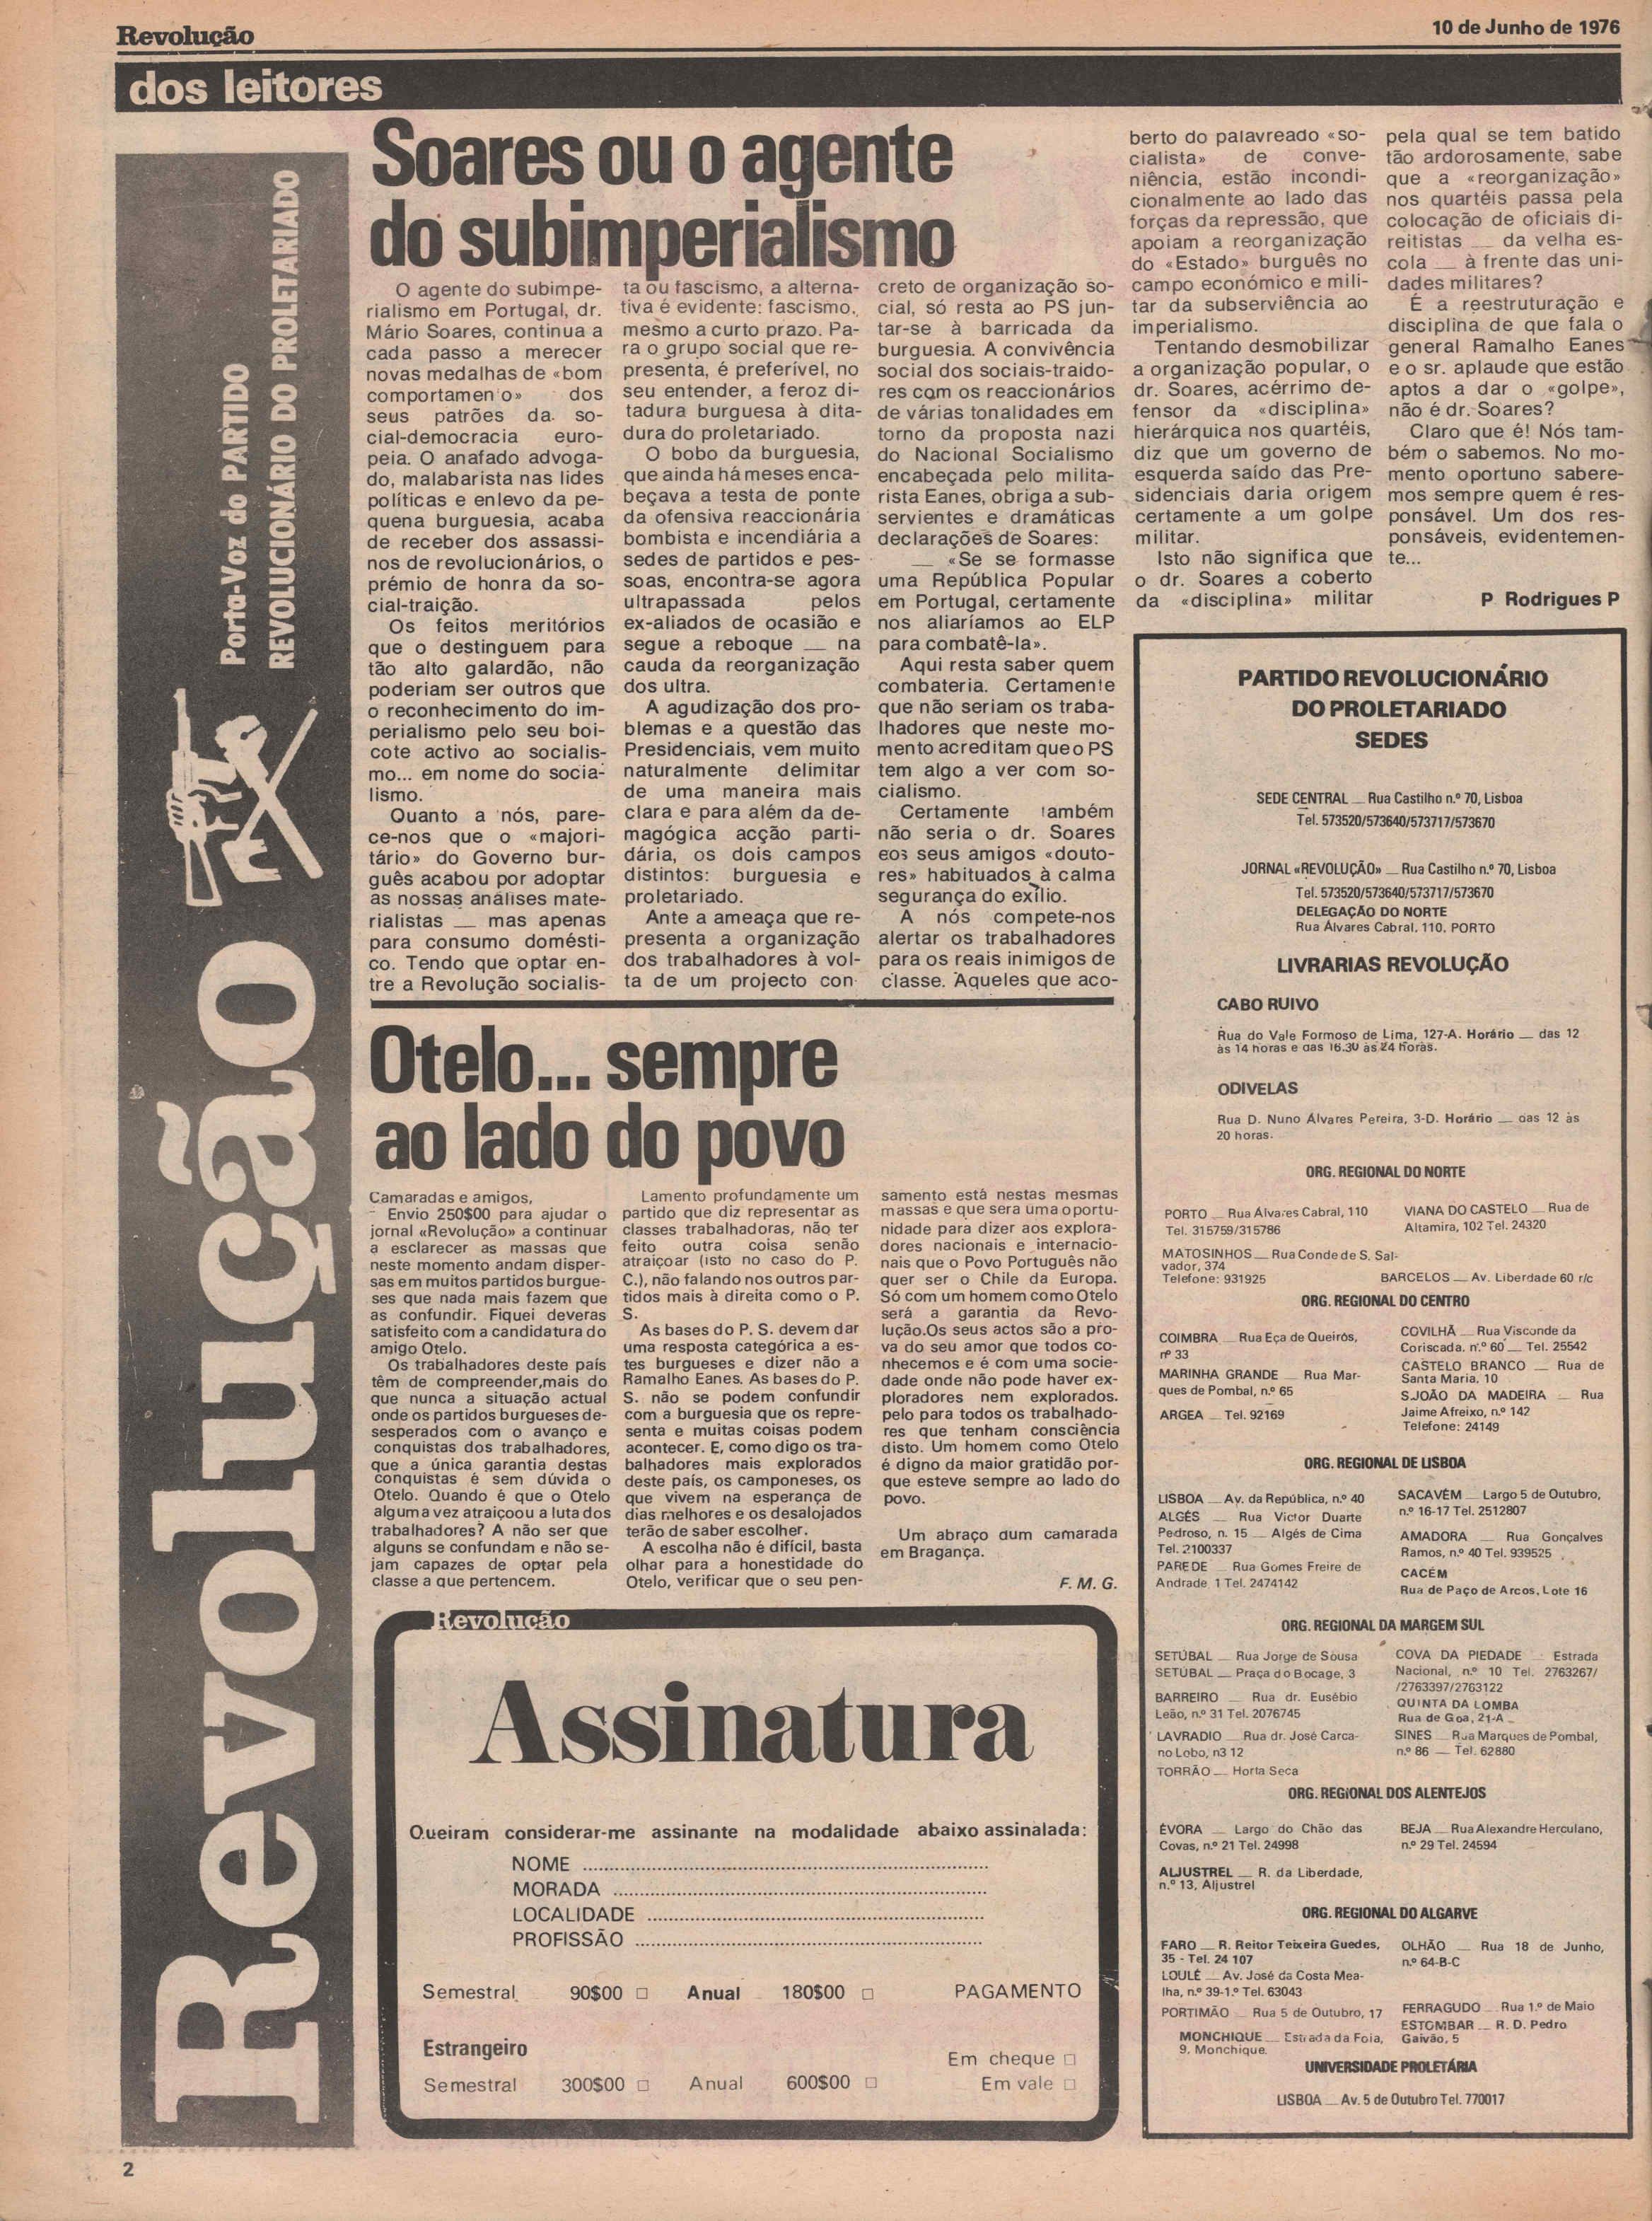 Revolução
10 de Junho de 1976
dos leitores
Revolução
Porta-Voz do PARTIDO
REVOLUCIONÁRIO DO PROLETARIADO
Soares ou o agente
do subimperialismo
O agente do subimpe-
rialismo em Portugal, dr.
Mário Soares, continua a
cada passo a merecer
novas medalhas de «bom
comportamen o» dos
seus patrões da so-
cial-democracia euro-
peia. O anafado advoga-
do, malabarista nas lides
políticas e enlevo da pe-
quena burguesia, acaba
de receber dos assassi-
nos de revolucionários, o
prémio de honra da so-
cial-traição.
Os feitos meritórios
que o destinguem para
tão alto galardão, não
poderiam ser outros que
o reconhecimento do im-
perialismo pelo seu boi-
cote activo ao socialis-
mo... em nome do socia-
lismo.
Quanto a nós, pare-
ce-nos que o «majori-
tário» do Governo bur-
guês acabou por adoptar
as nossas análises mate-
rialistas — mas apenas
para consumo domésti-
co. Tendo que optar en-
tre a Revolução socialis-
ta ou fascismo, a alterna-
tiva é evidente: fascismo,
mesmo a curto prazo. Pa-
ra o grupo social que re-
presenta, é preferível, no
seu entender, a feroz di-
tadura burguesa à dita-
dura do proletariado.
O bobo da burguesia,
que ainda há meses enca-
beçava a testa de ponte
da ofensiva reaccionária
bombista e incendiária a
sedes de partidos e pes-
soas, encontra-se agora
ultrapassada pelos
ex-aliados de ocasião e
segue a reboque — na
cauda da reorganização
dos ultra.
A agudização dos pro-
blemas e a questão das
Presidenciais, vem muito
naturalmente delimitar
de uma maneira mais
clara e para além da de-
magógica acção parti-
dária, os dois campos
distintos: burguesia e
proletariado.
Ante a ameaça que re-
presenta a organização
dos trabalhadores à vol-
ta de um projecto con-
creto de organização so-
cial, só resta ao PS jun-
tar-se à barricada da
burguesia. A convivência
social dos sociais-traido-
res com os reaccionários
de várias tonalidades em
torno da proposta nazi
do Nacional Socialismo
encabeçada pelo milita-
rista Eanes, obriga a sub-
servientes e dramáticas
declarações de Soares:
— «Se se formasse
uma República Popular
em Portugal, certamente
nos aliaríamos ao ELP
para combatê-la».
Aqui resta saber quem
combateria. Certamente
que não seriam os traba-
lhadores que neste mo-
mento acreditam que o PS
tem algo a ver com so-
cialismo.
Certamente também
não seria o dr. Soares
e os seus amigos «douto-
res» habituados à calma
segurança do exílio.
A nós compete-nos
alertar os trabalhadores
para os reais inimigos de
classe. Aqueles que aco-
berto do palavreado «so-
cialista» de conve-
niência, estão incondi-
cionalmente ao lado das
forças da repressão, que
apoiam a reorganização
do «Estado» burguês no
campo económico e mili-
tar da subserviência ao
imperialismo.
Tentando desmobilizar
a organização popular, o
dr. Soares, acérrimo de-
fensor da «disciplina»
hierárquica nos quartéis,
diz que um governo de
esquerda saído das Pre-
sidenciais daria origem
certamente a um golpe
militar.
Isto não significa que
o dr. Soares a coberto
da «disciplina» militar
pela qual se tem batido
tão ardorosamente, sabe
que a «reorganização»
nos quartéis passa pela
colocação de oficiais di-
reitistas — da velha es-
cola — à frente das uni-
dades militares?
É a reestruturação e
disciplina de que fala o
general Ramalho Eanes
e o sr. aplaude que estão
aptos a dar o «golpe»,
não é dr. Soares?
Claro que é! Nós tam-
bém o sabemos. No mo-
mento oportuno sabere-
mos sempre quem é res-
ponsável. Um dos res-
ponsáveis, evidentemen-
te...
P Rodrigues P
Otelo... sempre
ao lado do povo
Camaradas e amigos,
Envio 250$00 para ajudar o
jornal «Revolução» a continuar
a esclarecer as massas que
neste momento andam disper-
sas em muitos partidos burgue-
ses que nada mais fazem que
as confundir. Fiquei deveras
satisfeito com a candidatura do
amigo Otelo.
Os trabalhadores deste país
têm de compreender,mais do
que nunca a situação actual
onde os partidos burgueses de-
sesperados com o avanço e
conquistas dos trabalhadores,
que a única garantia destas
conquistas é sem dúvida o
Otelo. Quando é que o Otelo
alguma vez atraiçoou a luta dos
trabalhadores? A não ser que
alguns se confundam e não se-
jam capazes de optar pela
classe a que pertencem.
Lamento profundamente um
partido que diz representar as
classes trabalhadoras, não ter
feito outra coisa senão
atraiçoar (isto no caso do P.
C.), não falando nos outros par-
tidos mais à direita como o P.
S.
As bases do P. S. devem dar
uma resposta categórica a es-
tes burgueses e dizer não a
Ramalho Eanes. As bases do P.
S. não se podem confundir
com a burguesia que os repre-
senta e muitas coisas podem
acontecer. E, como digo os tra-
balhadores mais explorados
deste país, os camponeses, os
que vivem na esperança de
dias melhores e os desalojados
terão de saber escolher.
A escolha não é difícil, basta
olhar para a honestidade do
Otelo, verificar que o seu pen-
samento está nestas mesmas
massas e que sera uma oportu-
nidade para dizer aos explora-
dores nacionais e internacio-
nais que o Povo Português não
quer ser o Chile da Europa.
Só com um homem como Otelo
será a garantia da Revo-
lução.Os seus actos são a pro-
va do seu amor que todos co-
nhecemos e é com uma socie-
dade onde não pode haver ex-
ploradores nem explorados.
pelo para todos os trabalhado-
res que tenham consciência
disto. Um homem como Otelo
é digno da maior gratidão por-
que esteve sempre ao lado do
povo.
Um abraço dum camarada
em Bragança.
F. M. G.
Revolução
Assinatura
Queiram considerar-me assinante na modalidade abaixo assinalada:
NOME
MORADA
LOCALIDADE
PROFISSÃO
Semestral 90$00 □ Anual 180$00 □ PAGAMENTO
Estrangeiro
Em cheque □
Semestral 300$00 □ Anual 600$00 □ Em vale □
PARTIDO REVOLUCIONÁRIO
DO PROLETARIADO
SEDES
SEDE CENTRAL — Rua Castilho n.º 70, Lisboa
Tel. 573520/573640/573717/573670
JORNAL «REVOLUÇÃO» — Rua Castilho n.º 70, Lisboa
Tel. 573520/573640/573717/573670
DELEGAÇÃO DO NORTE
Rua Álvares Cabral, 110, PORTO
LIVRARIAS REVOLUÇÃO
CABO RUIVO
Rua do Vale Formoso de Lima, 127-A. Horário — das 12
às 14 horas e das 16.30 às 24 horas.
ODIVELAS
Rua D. Nuno Álvares Pereira, 3-D. Horário — das 12 às
20 horas.
ORG. REGIONAL DO NORTE
PORTO — Rua Álvares Cabral, 110
Tel. 315759/315786
VIANA DO CASTELO — Rua de
Altamira, 102 Tel. 24320
MATOSINHOS — Rua Conde de S. Sal-
vador, 374
Telefone: 931925
BARCELOS — Av. Liberdade 60 r/c
ORG. REGIONAL DO CENTRO
COIMBRA — Rua Eça de Queirós,
nº 33
MARINHA GRANDE — Rua Mar-
ques de Pombal, n.º 65
ARGEA — Tel. 92169
COVILHÃ — Rua Visconde da
Coriscada, n.º 60 — Tel. 25542
CASTELO BRANCO — Rua de
Santa Maria, 10
S.JOÃO DA MADEIRA — Rua
Jaime Afreixo, n.º 142
Telefone: 24149
ORG. REGIONAL DE LISBOA
LISBOA — Av. da República, n.º 40
ALGÉS — Rua Victor Duarte
Pedroso, n. 15 — Algés de Cima
Tel. 2100337
PAREDE — Rua Gomes Freire de
Andrade 1 Tel. 2474142
SACAVÉM — Largo 5 de Outubro,
n.º 16-17 Tel. 2512807
AMADORA — Rua Gonçalves
Ramos, n.º 40 Tel. 939525
CACÉM
Rua de Paço de Arcos, Lote 16
ORG. REGIONAL DA MARGEM SUL
SETÚBAL — Rua Jorge de Sousa
SETÚBAL — Praça do Bocage, 3
BARREIRO — Rua dr. Eusébio
Leão, n.º 31 Tel. 2076745
LAVRADIO — Rua dr. José Carca-
no Lobo, n3 12
TORRÃO — Horta Seca
COVA DA PIEDADE — Estrada
Nacional, n.º 10 Tel. 2763267/
/2763397/2763122
QUINTA DA LOMBA
Rua de Goa, 21-A
SINES — Rua Marques de Pombal,
n.º 86 — Tel. 62880
ORG. REGIONAL DOS ALENTEJOS
ÉVORA — Largo do Chão das
Covas, n.º 21 Tel. 24998
BEJA — Rua Alexandre Herculano,
n.º 29 Tel. 24594
ALJUSTREL — R. da Liberdade,
n.º 13, Aljustrel
ORG. REGIONAL DO ALGARVE
FARO — R. Reitor Teixeira Guedes,
35 - Tel. 24 107
LOULÉ — Av. José da Costa Mea-
lha, n.º 39-1.º Tel. 63043
PORTIMÃO — Rua 5 de Outubro, 17
MONCHIQUE — Estrada da Foia,
9. Monchique.
OLHÃO — Rua 18 de Junho,
n.º 64-B-C
FERRAGUDO — Rua 1.º de Maio
ESTOMBAR — R. D. Pedro
Gaivão, 5
UNIVERSIDADE PROLETÁRIA
LISBOA — Av. 5 de Outubro Tel. 770017
2